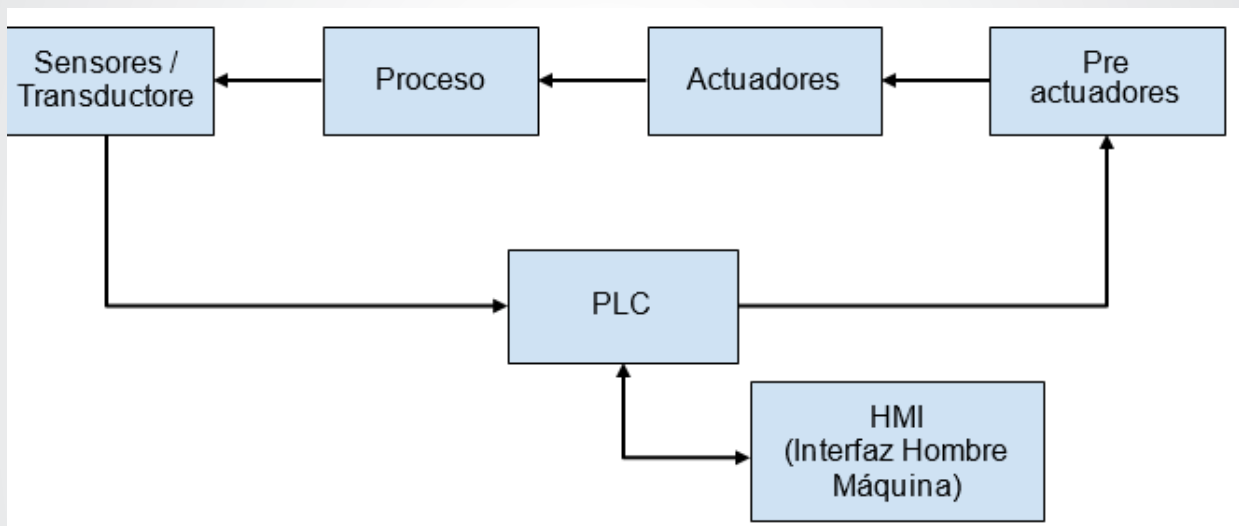 Sensores /
Transductore
Proceso
Actuadores
Pre
actuadores
PLC
HMI
(Interfaz Hombre
Máquina)